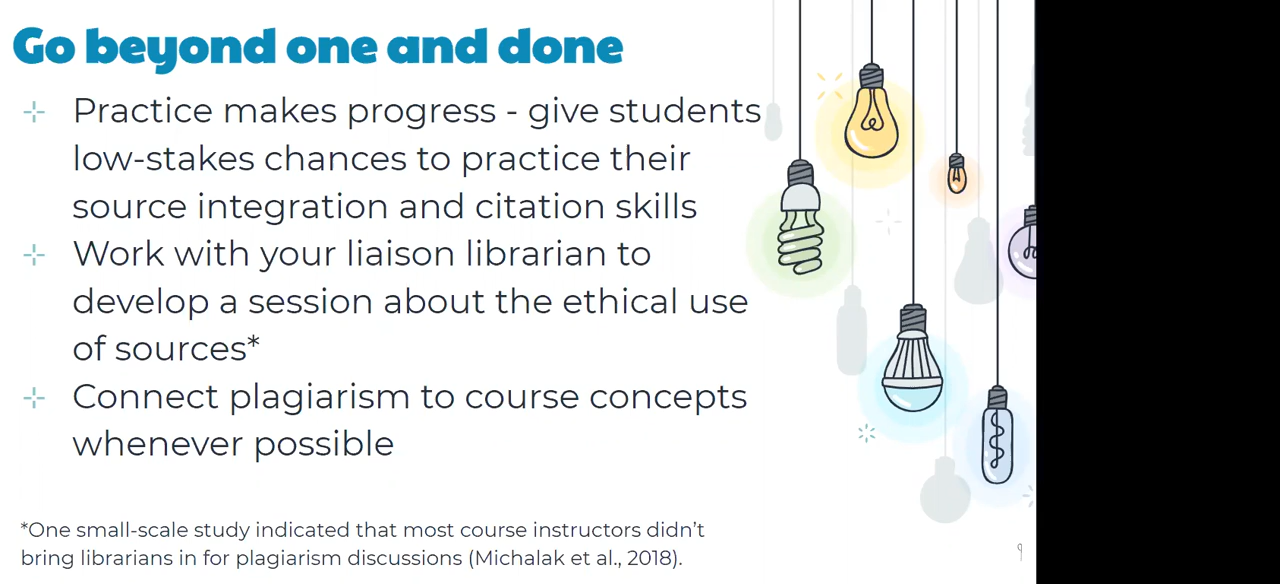 Go beyond one and done
Practice makes progress - give students
low-stakes chances to practice their
source integration and citation skills
Work with your liaison librarian to
develop a session about the ethical use
of sources*
Connect plagiarism to course concepts
whenever possible
*One small-scale study indicated that most course instructors didn't
bring librarians in for plagiarism discussions (Michalak et al., 2018).
9